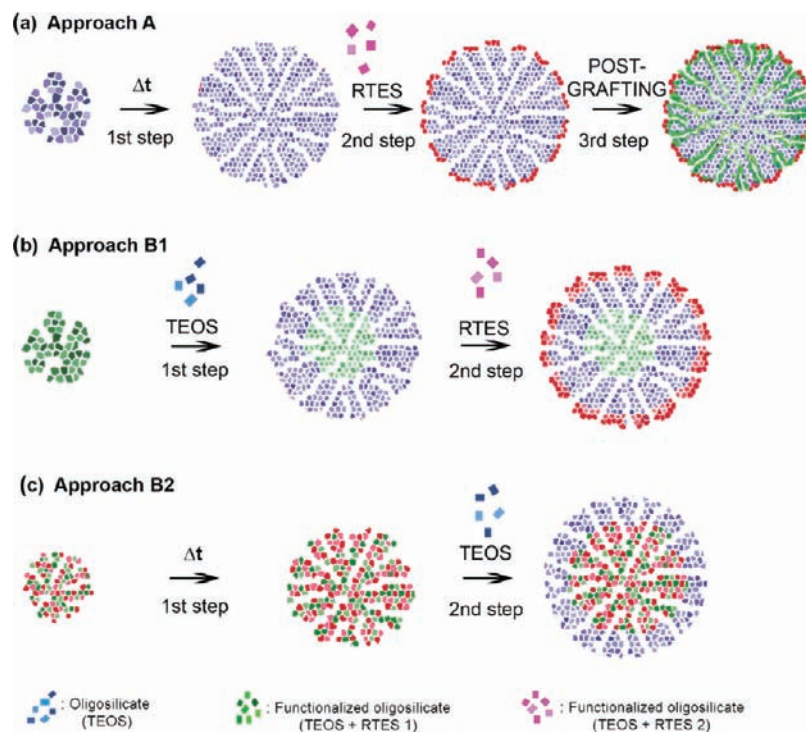 (a) Approach A
Δt
1st step
RTES
2nd step
POST-
GRAFTING
3rd step
(b) Approach B1
TEOS
1st step
RTES
2nd step
(c) Approach B2
Δt
1st step
TEOS
2nd step
: Oligosilicate
(TEOS)
: Functionalized oligosilicate
(TEOS + RTES 1)
: Functionalized oligosilicate
(TEOS + RTES 2)